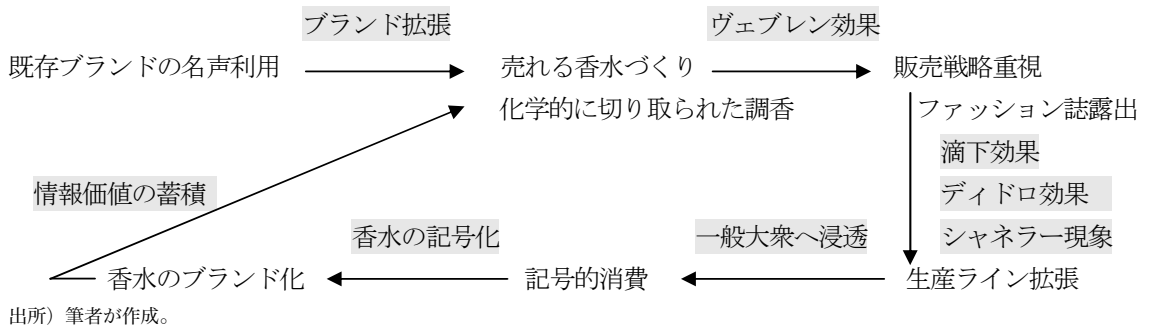 ブランド拡張　ヴェブレン効果
既存ブランドの名声利用　売れる香水づくり　販売戦略重視
化学的に切り取られた調香　ファッション誌露出
滴下効果
情報価値の蓄積　ディドロ効果
香水の記号化　一般大衆へ浸透　シャネラー現象
香水のブランド化　記号的消費　生産ライン拡張
出所）筆者が作成。